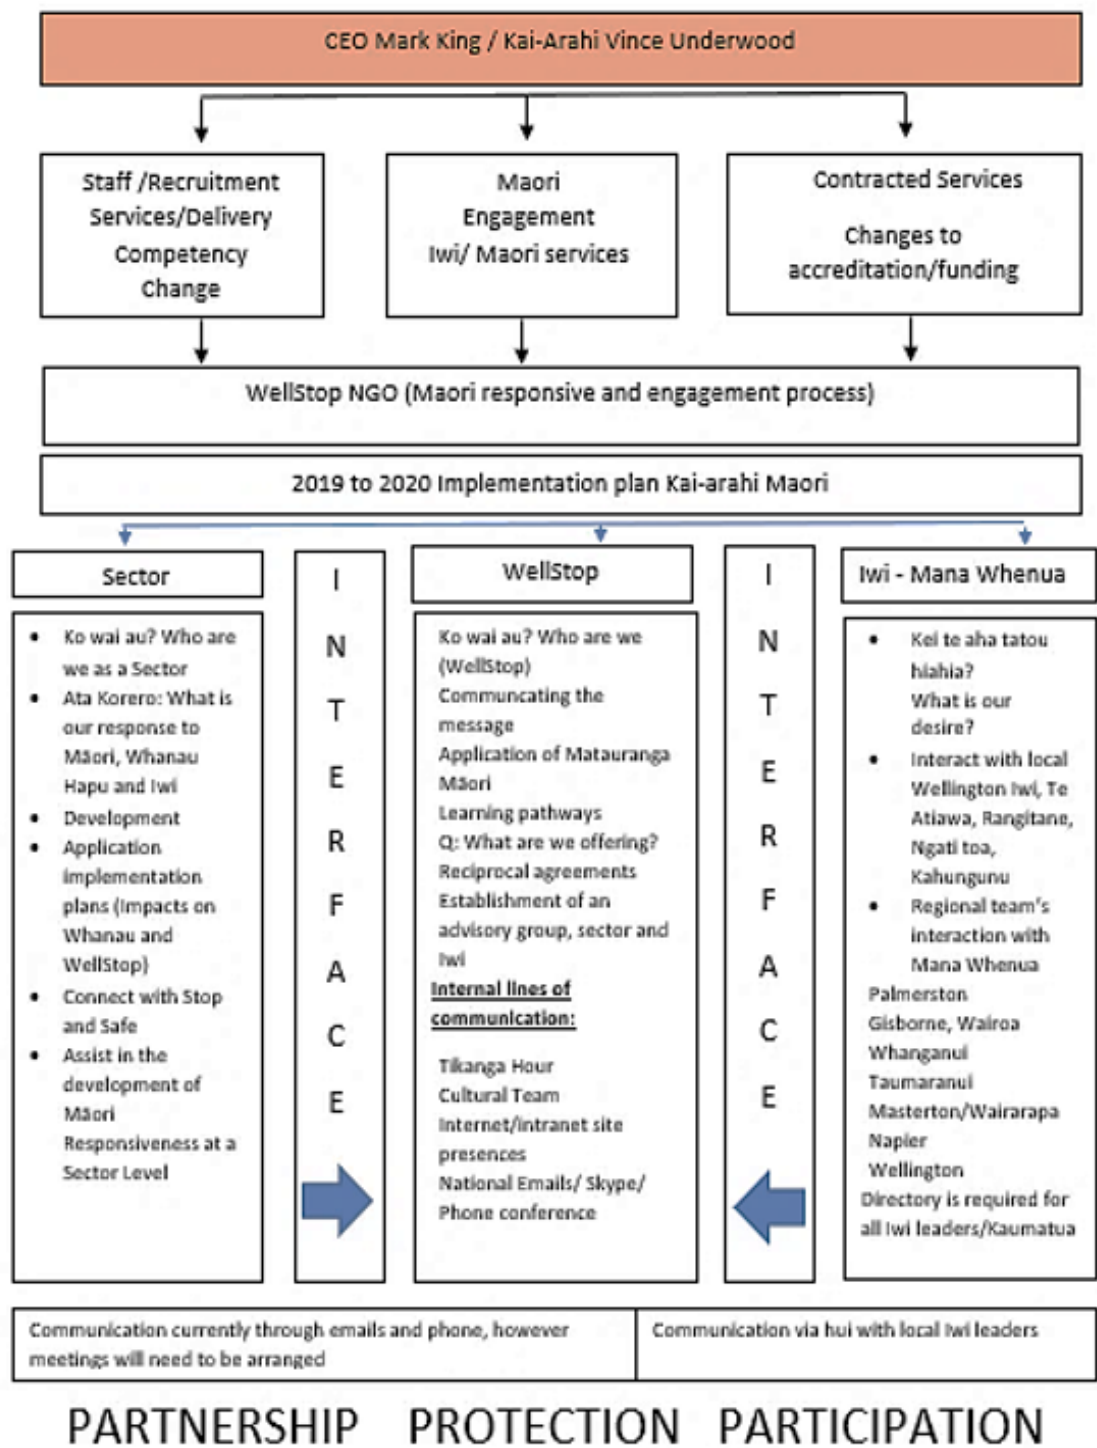 CEO Mark King / Kai-Arahi Vince Underwood
Staff /Recruitment
Services/Delivery
Competency
Change
Maori
Engagement
Iwi/ Maori services
Contracted Services
Changes to
accreditation/funding
WellStop NGO (Maori responsive and engagement process)
2019 to 2020 Implementation plan Kai-arahi Maori
Sector
• Ko wai au? Who are
we as a Sector
• Ata Korero: What is
our response to
Māori, Whanau
Hapu and Iwi
• Development
• Application
implementation
plans (Impacts on
Whanau and
WellStop)
• Connect with Stop
and Safe
• Assist in the
development of
Māori
Responsiveness at a
Sector Level
I
N
T
E
R
F
A
C
E
WellStop
Ko wai au? Who are we
(WellStop)
Communcating the
message
Application of Matauranga
Māori
Learning pathways
Q: What are we offering?
Reciprocal agreements
Establishment of an
advisory group, sector and
Iwi
Internal lines of
communication:
Tikanga Hour
Cultural Team
Internet/intranet site
presences
National Emails/ Skype/
Phone conference
I
N
T
E
R
F
A
C
E
Iwi - Mana Whenua
• Kei te aha tatou
hiahia?
What is our
desire?
• Interact with local
Wellington Iwi, Te
Atiawa, Rangitane,
Ngati toa,
Kahungunu
• Regional team's
interaction with
Mana Whenua
Palmerston
Gisborne, Wairoa
Whanganui
Taumaranui
Masterton/Wairarapa
Napier
Wellington
Directory is required for
all Iwi leaders/Kaumatua
Communication currently through emails and phone, however
meetings will need to be arranged
Communication via hui with local Iwi leaders
PARTNERSHIP PROTECTION PARTICIPATION